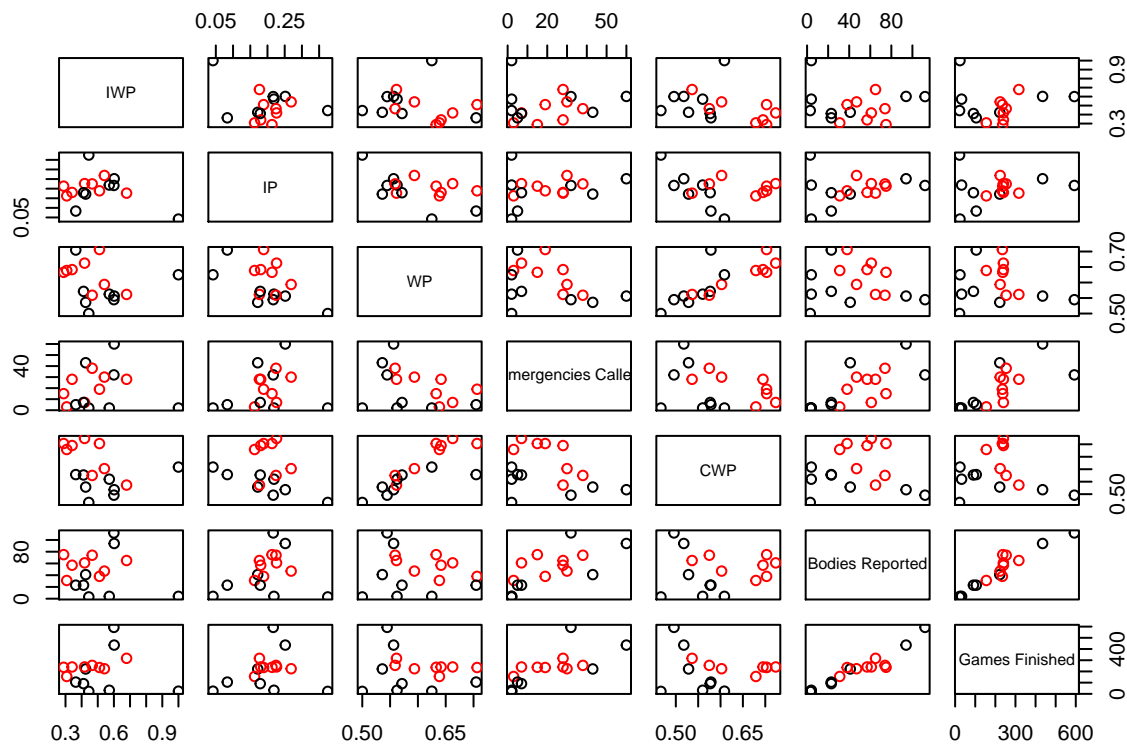 0.05 0.25 0 20 50 0 40 80
IWP
0.3 0.9
0.05
IP
WP
0.50 0.70
0 40
mergencies Calle
CWP
0.50
0 80
Bodies Reported
Games Finished
0 400
0.3 0.6 0.9 0.50 0.65 0.50 0.65 0 300 600